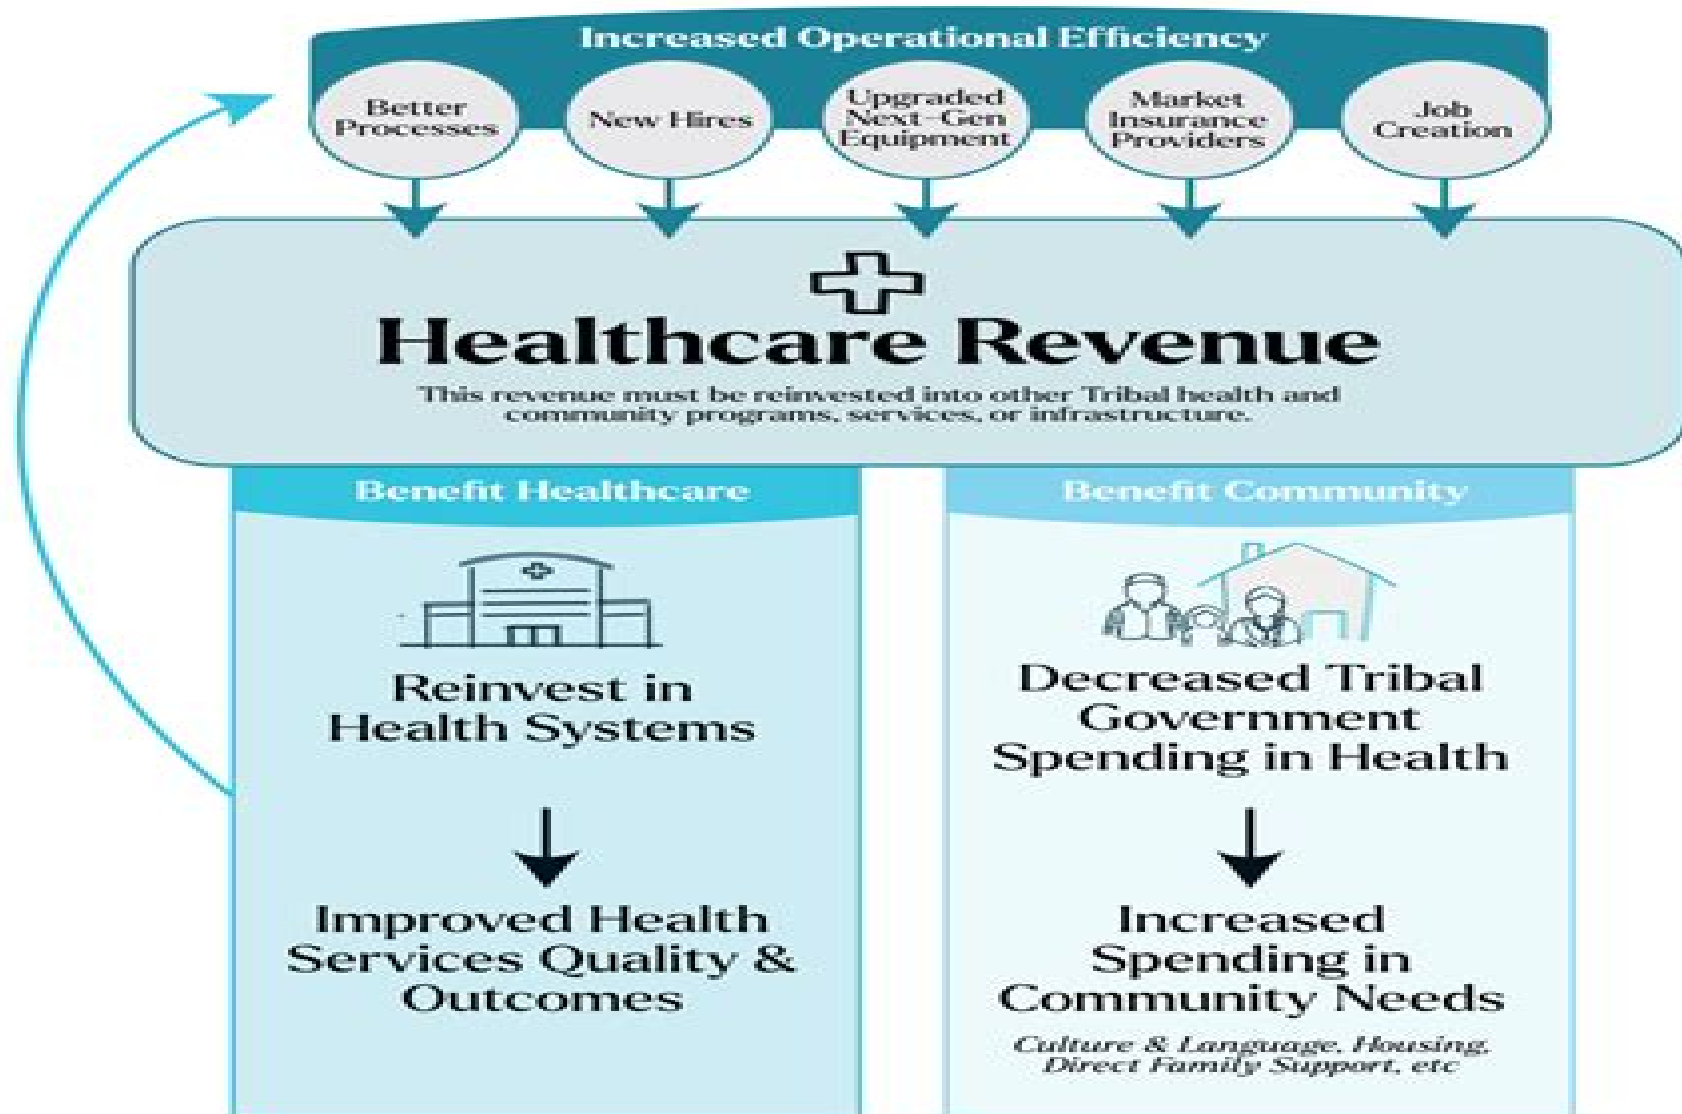 Increased Operational Efficiency
Better
Processes
New Hires
Upgraded
Next-Gen
Equipment
Market
Insurance
Providers
Job
Creation
Healthcare Revenue
This revenue must be reinvested into other Tribal health and
community programs, services, or infrastructure.
Benefit Healthcare
Reinvest in
Health Systems
Improved Health
Services Quality &
Outcomes
Benefit Community
Decreased Tribal
Government
Spending in Health
Increased
Spending in
Community Needs
Culture & Language, Housing,
Direct Family Support, etc